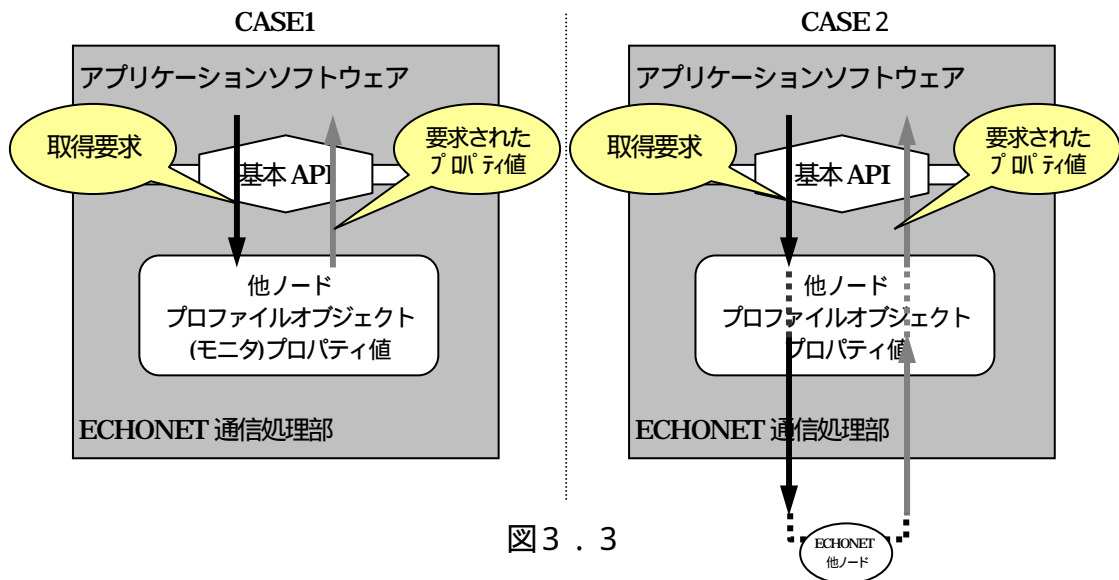 CASE1
アプリケーションソフトウェア
取得要求
基本 API
要求された
プロパティ値
他ノード
プロファイルオブジェクト
(モニタ)プロパティ値
ECHONET 通信処理部
CASE 2
アプリケーションソフトウェア
取得要求
基本 API
要求された
プロパティ値
他ノード
プロファイルオブジェクト
プロパティ値
ECHONET 通信処理部
ECHONET
他ノード
図3．3